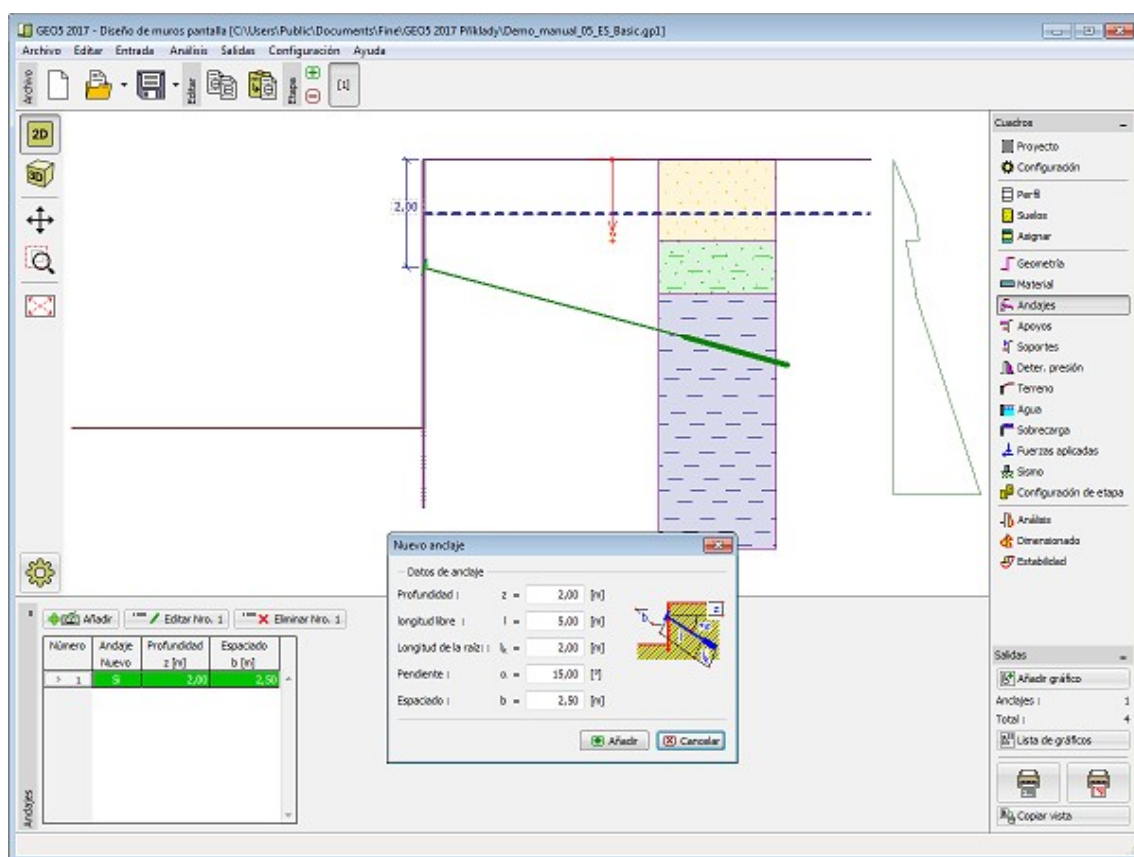 GEO5 2017 - Diseño de muros pantalla [C:\Users\Public\Documents\Fine\GEO5 2017 Příklady\Demo_manual_05_ES_Basic.gp1]
Archivo Editar Entrada Análisis Salidas Configuración Ayuda
Archivo
Editar
Etapa
[1]
2D
3D
2,00
Cuadros
Proyecto
Configuración
Perfil
Suelos
Asignar
Geometría
Material
Anclajes
Apoyos
Soportes
Deter. presión
Terreno
Agua
Sobrecarga
Fuerzas aplicadas
Sismo
Configuración de etapa
Análisis
Dimensionado
Estabilidad
Nuevo anclaje
Datos de anclaje
Profundidad : z = 2,00 [m]
longitud libre : l = 5,00 [m]
Longitud de la raíz : lk = 2,00 [m]
Pendiente : α = 15,00 [°]
Espaciado : b = 2,50 [m]
z
b
α
l
lk
Añadir Cancelar
Añadir Editar Nro. 1 Eliminar Nro. 1
Número Anclaje Profundidad Espaciado
Nuevo z [m] b [m]
1 Sí 2,00 2,50
Anclajes
Salidas
Añadir gráfico
Anclajes : 1
Total : 4
Lista de gráficos
Copiar vista